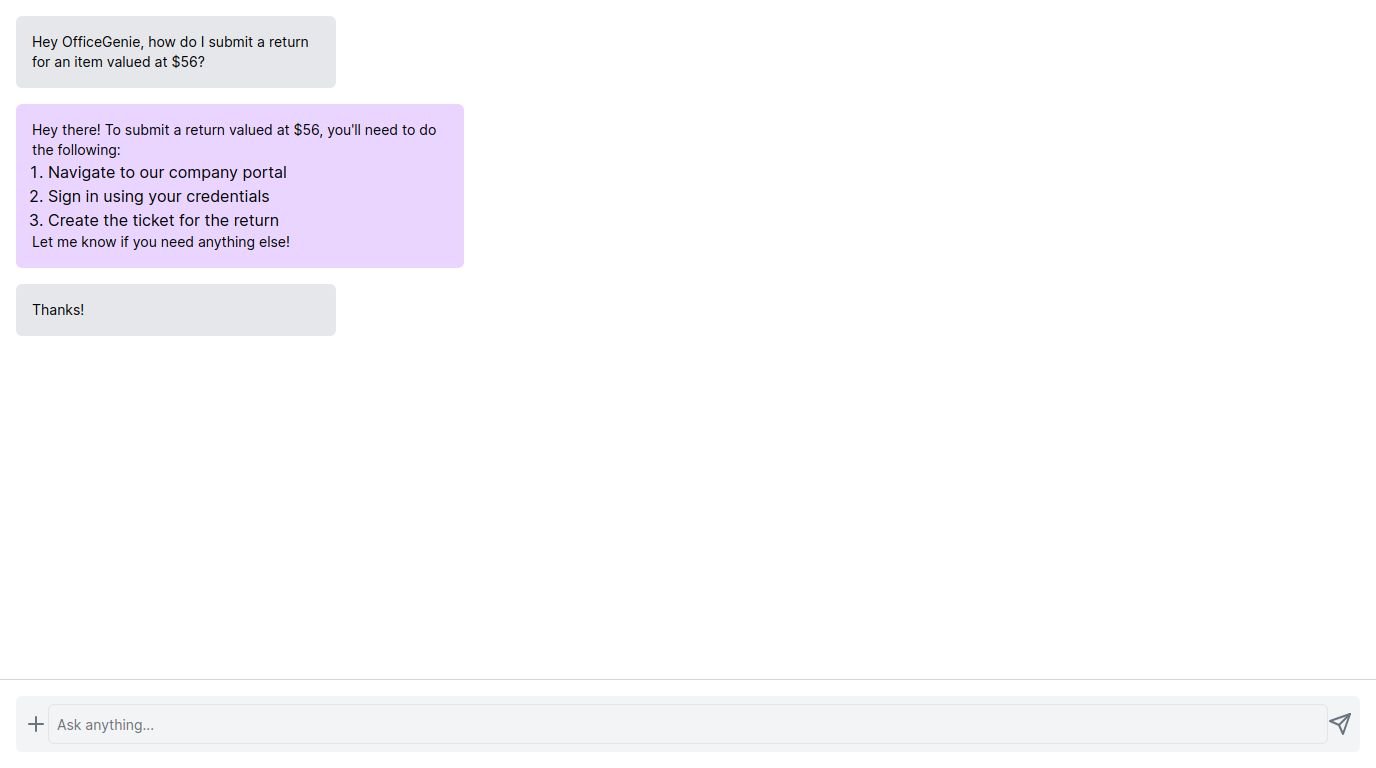 Hey OfficeGenie, how do I submit a return
for an item valued at $56?
Hey there! To submit a return valued at $56, you'll need to do
the following:
1. Navigate to our company portal
2. Sign in using your credentials
3. Create the ticket for the return
Let me know if you need anything else!
Thanks!
Ask anything...